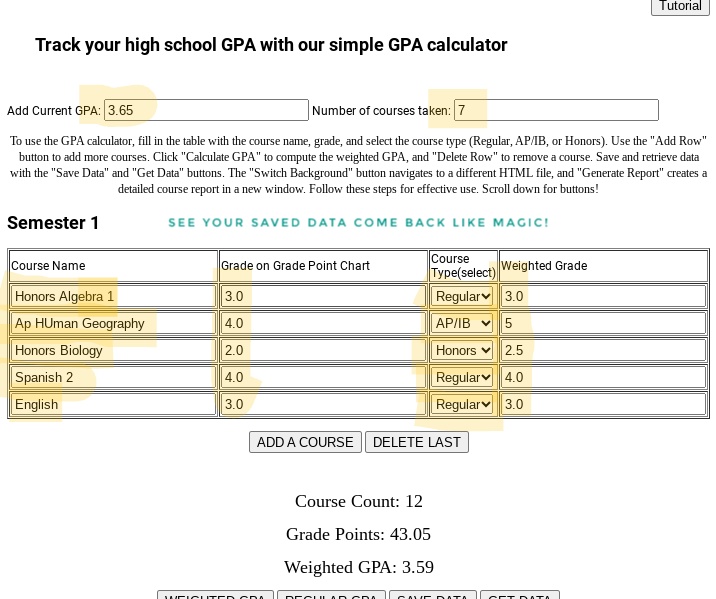 Tutorial
Track your high school GPA with our simple GPA calculator
Add Current GPA: 3.65 Number of courses taken: 7
To use the GPA calculator, fill in the table with the course name, grade, and select the course type (Regular, AP/IB, or Honors). Use the "Add Row"
button to add more courses. Click "Calculate GPA" to compute the weighted GPA, and "Delete Row" to remove a course. Save and retrieve data
with the "Save Data" and "Get Data" buttons. The "Switch Background" button navigates to a different HTML file, and "Generate Report" creates a
detailed course report in a new window. Follow these steps for effective use. Scroll down for buttons!
Semester 1 SEE YOUR SAVED DATA COME BACK LIKE MAGIC!
Course Name Grade on Grade Point Chart Course Type(select) Weighted Grade
Honors Algebra 1 3.0 Regular 3.0
Ap HUman Geography 4.0 AP/IB 5
Honors Biology 2.0 Honors 2.5
Spanish 2 4.0 Regular 4.0
English 3.0 Regular 3.0
ADD A COURSE DELETE LAST
Course Count: 12
Grade Points: 43.05
Weighted GPA: 3.59
WEIGHTED GPA REGULAR GPA SAVE DATA GET DATA